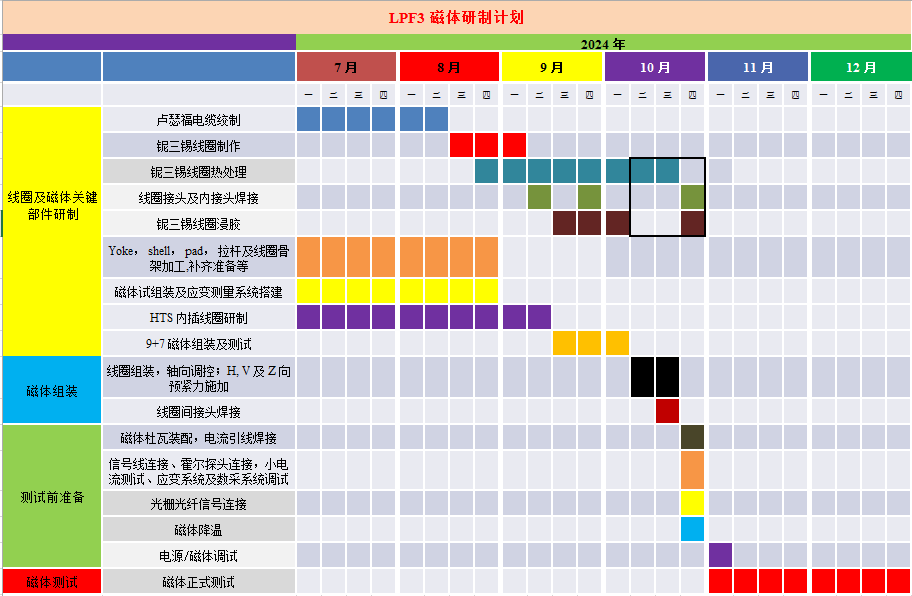 LPF3 磁体研制计划
2024 年
7 月 8 月 9 月 10 月 11 月 12 月
一 二 三 四 一 二 三 四 一 二 三 四 一 二 三 四 一 二 三 四 一 二 三 四
线圈及磁体关键
部件研制
卢瑟福电缆绞制
铌三锡线圈制作
铌三锡线圈热处理
线圈接头及内接头焊接
铌三锡线圈浸胶
Yoke， shell， pad，拉杆及线圈骨
架加工,补齐准备等
磁体试组装及应变测量系统搭建
HTS 内插线圈研制
9+7 磁体组装及测试
磁体组装
线圈组装，轴向调控；H, V 及 Z 向
预紧力施加
线圈间接头焊接
测试前准备
磁体杜瓦装配，电流引线焊接
信号线连接、霍尔探头连接，小电
流测试、应变系统及数采系统调试
光栅光纤信号连接
磁体降温
电源/磁体调试
磁体测试
磁体正式测试